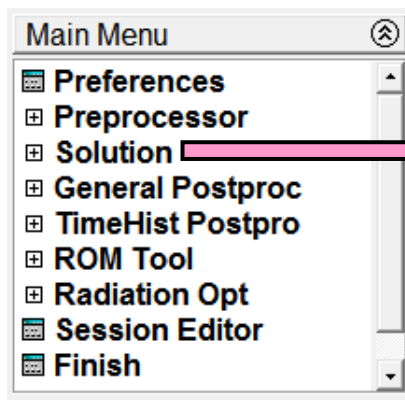 Main Menu
Preferences
Preprocessor
Solution
General Postproc
TimeHist Postpro
ROM Tool
Radiation Opt
Session Editor
Finish